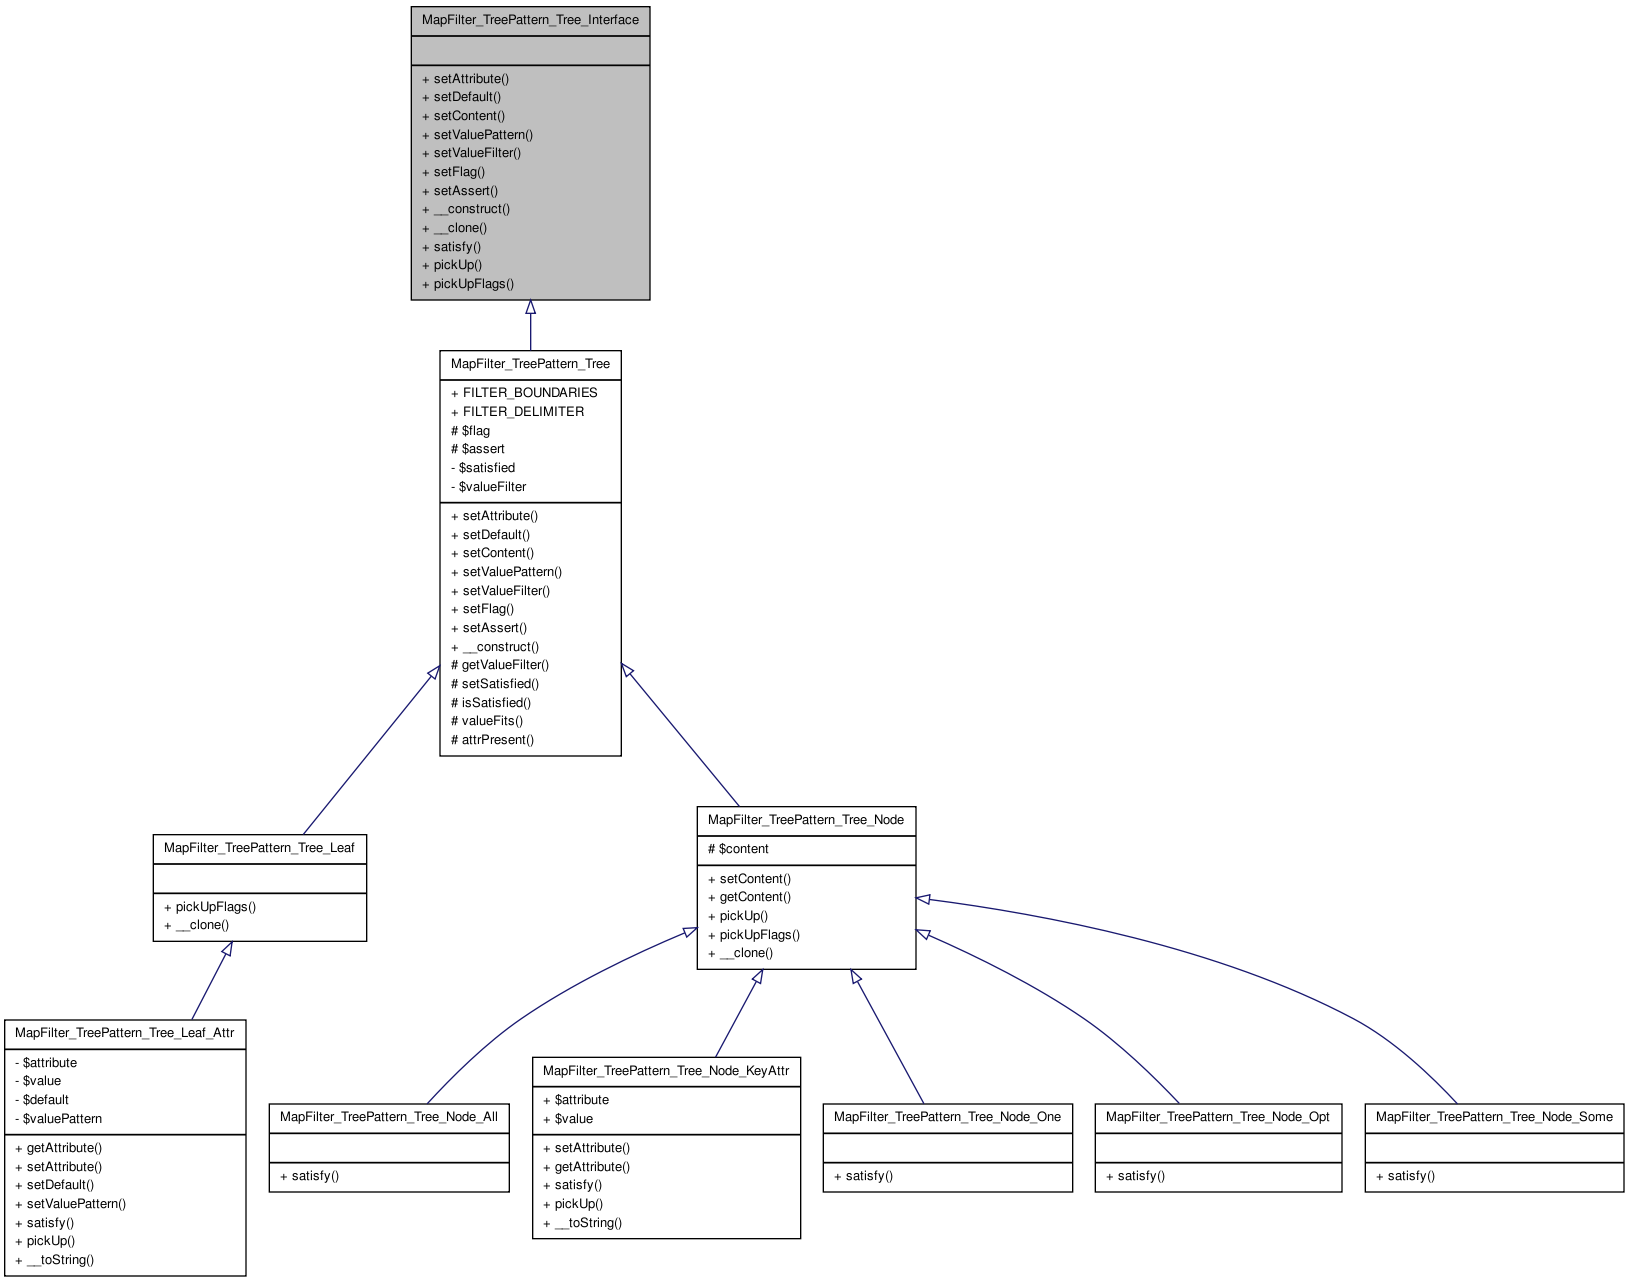 MapFilter_TreePattern_Tree_Interface
+ setAttribute()
+ setDefault()
+ setContent()
+ setValuePattern()
+ setValueFilter()
+ setFlag()
+ setAssert()
+ __construct()
+ __clone()
+ satisfy()
+ pickUp()
+ pickUpFlags()
MapFilter_TreePattern_Tree
+ FILTER_BOUNDARIES
+ FILTER_DELIMITER
# $flag
# $assert
- $satisfied
- $valueFilter
+ setAttribute()
+ setDefault()
+ setContent()
+ setValuePattern()
+ setValueFilter()
+ setFlag()
+ setAssert()
+ __construct()
# getValueFilter()
# setSatisfied()
# isSatisfied()
# valueFits()
# attrPresent()
MapFilter_TreePattern_Tree_Leaf
+ pickUpFlags()
+ __clone()
MapFilter_TreePattern_Tree_Node
# $content
+ setContent()
+ getContent()
+ pickUp()
+ pickUpFlags()
+ __clone()
MapFilter_TreePattern_Tree_Leaf_Attr
- $attribute
- $value
- $default
- $valuePattern
+ getAttribute()
+ setAttribute()
+ setDefault()
+ setValuePattern()
+ satisfy()
+ pickUp()
+ __toString()
MapFilter_TreePattern_Tree_Node_All
+ satisfy()
MapFilter_TreePattern_Tree_Node_KeyAttr
+ $attribute
+ $value
+ setAttribute()
+ getAttribute()
+ satisfy()
+ pickUp()
+ __toString()
MapFilter_TreePattern_Tree_Node_One
+ satisfy()
MapFilter_TreePattern_Tree_Node_Opt
+ satisfy()
MapFilter_TreePattern_Tree_Node_Some
+ satisfy()